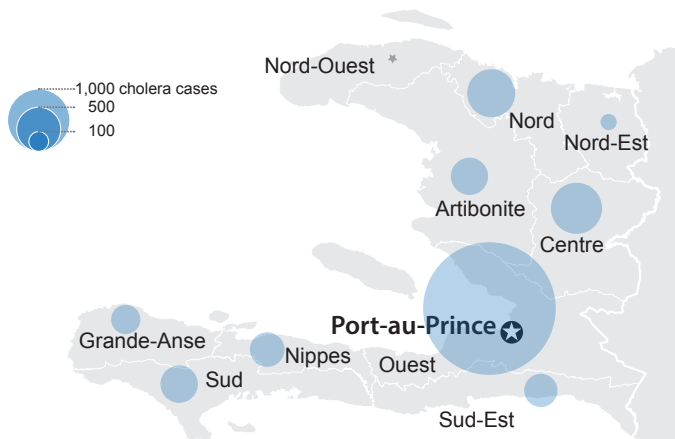 Nord-Ouest
1,000 cholera cases
500
100
Nord
Nord-Est
Artibonite
Centre
Port-au-Prince
Grande-Anse
Nippes
Ouest
Sud
Sud-Est